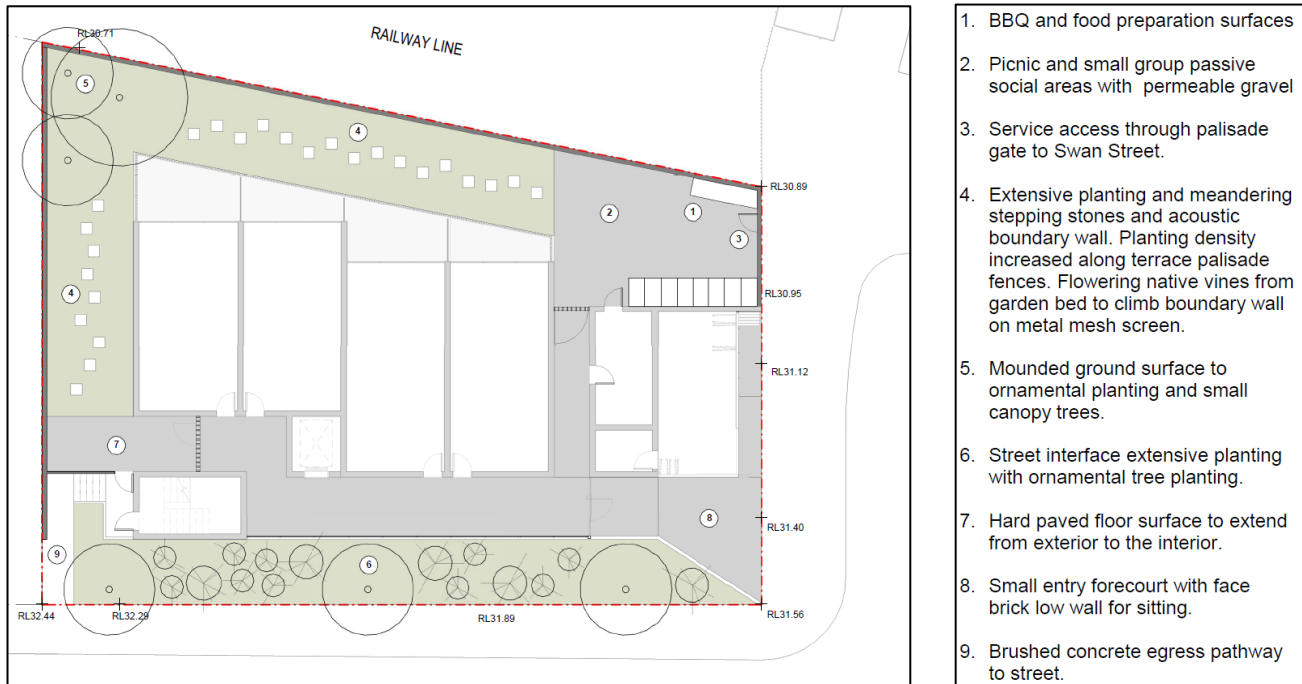 RAILWAY LINE
RL30.71
5
4
RL30.89
2
1
3
4
RL30.95
RL31.12
7
8
RL31.40
9
6
RL32.44
RL32.29
RL31.89
RL31.56
1. BBQ and food preparation surfaces
2. Picnic and small group passive
social areas with permeable gravel
3. Service access through palisade
gate to Swan Street.
4. Extensive planting and meandering
stepping stones and acoustic
boundary wall. Planting density
increased along terrace palisade
fences. Flowering native vines from
garden bed to climb boundary wall
on metal mesh screen.
5. Mounded ground surface to
ornamental planting and small
canopy trees.
6. Street interface extensive planting
with ornamental tree planting.
7. Hard paved floor surface to extend
from exterior to the interior.
8. Small entry forecourt with face
brick low wall for sitting.
9. Brushed concrete egress pathway
to street.